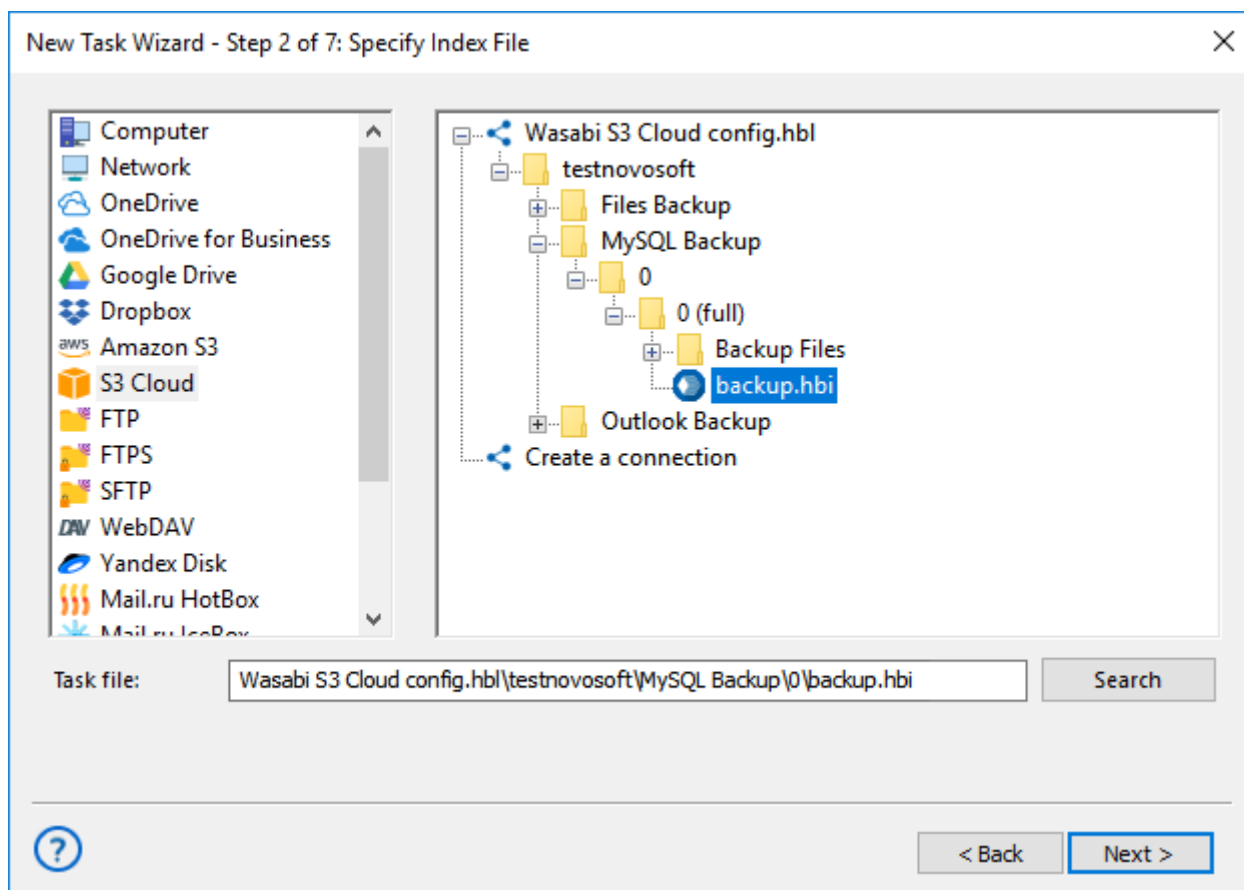 New Task Wizard - Step 2 of 7: Specify Index File
Computer
Network
OneDrive
OneDrive for Business
Google Drive
Dropbox
aws Amazon S3
S3 Cloud
FTP
FTPS
SFTP
DAV WebDAV
Yandex Disk
Mail.ru HotBox
Mail.ru IceBox
Wasabi S3 Cloud config.hbl
testnovosoft
Files Backup
MySQL Backup
0
0 (full)
Backup Files
backup.hbi
Outlook Backup
Create a connection
Task file:
Wasabi S3 Cloud config.hbl\testnovosoft\MySQL Backup\0\backup.hbi
Search
?
< Back
Next >